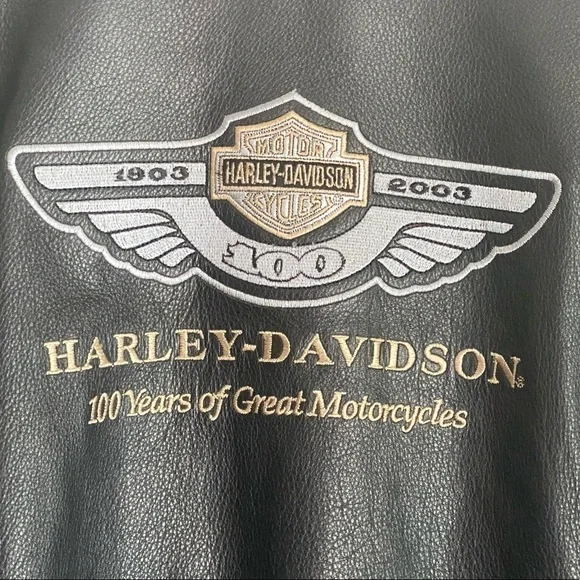 MOTOR
1903 HARLEY-DAVIDSON 2003
CYCLES
100
HARLEY-DAVIDSON®
100 Years of Great Motorcycles